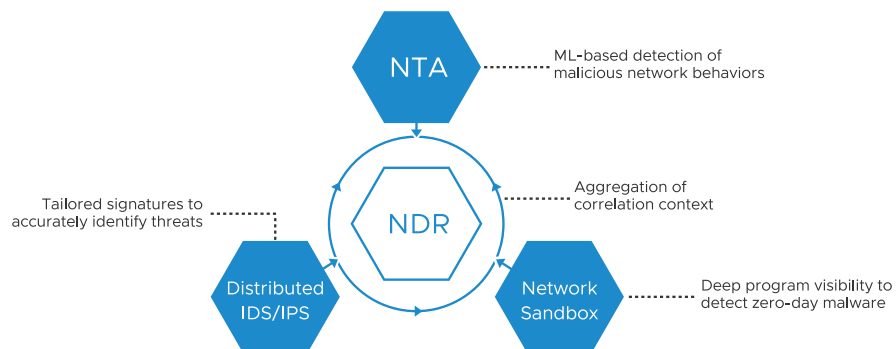 NTA
ML-based detection of
malicious network behaviors
Tailored signatures to
accurately identify threats
NDR
Aggregation of
correlation context
Distributed
IDS/IPS
Network
Sandbox
Deep program visibility to
detect zero-day malware